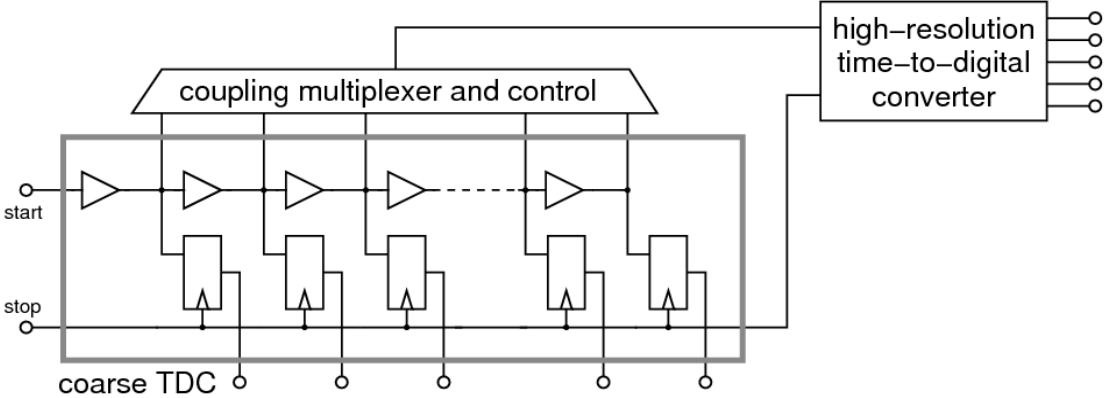 high−resolution
time−to−digital
converter
coupling multiplexer and control
start
stop
coarse TDC